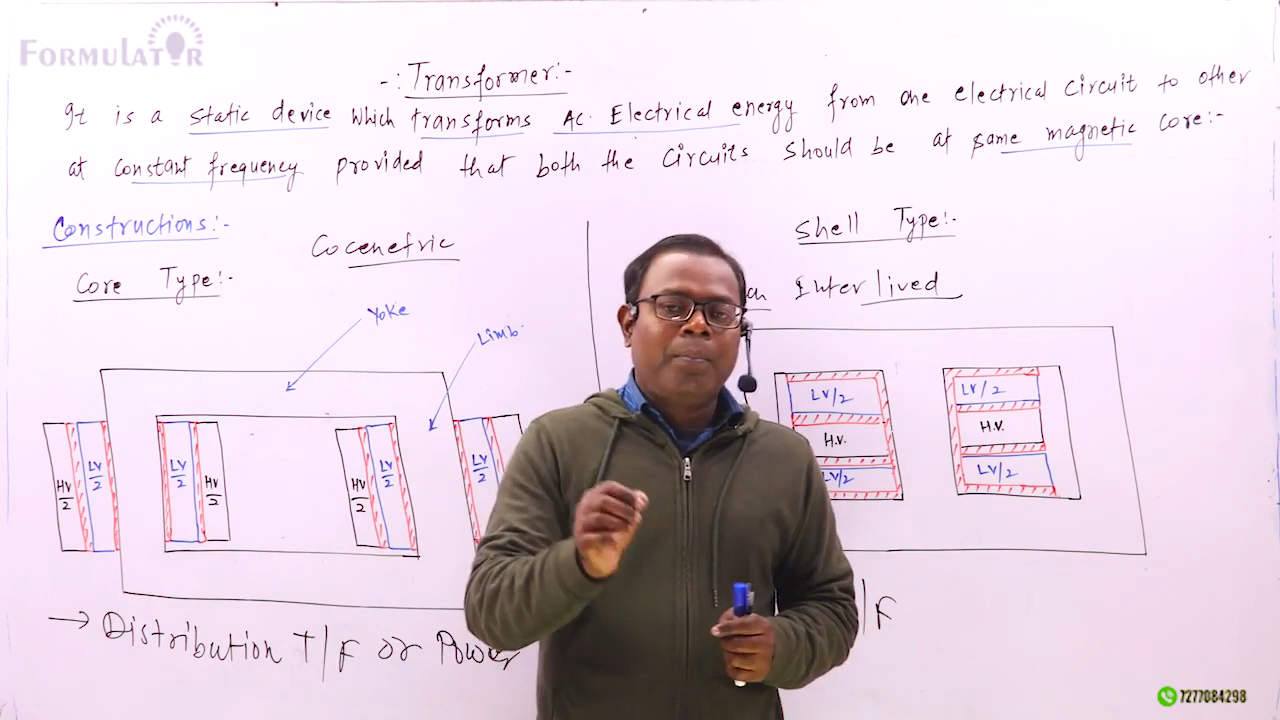 FORMULATOR
-: Transformer:-
It is a static device which transforms AC. Electrical energy from one electrical circuit to other
at constant frequency provided that both the circuits should be at same magnetic core:-
Constructions:-
Cocenetric
Core Type:-
Yoke
Limb
HV/2
LV/2
LV/2
HV/2
HV/2
LV/2
LV/2
Shell Type:-
Inter lived
LV/2
H.V.
LV/2
LV/2
H.V.
LV/2
→ Distribution T/F or Power
/F
7277084298